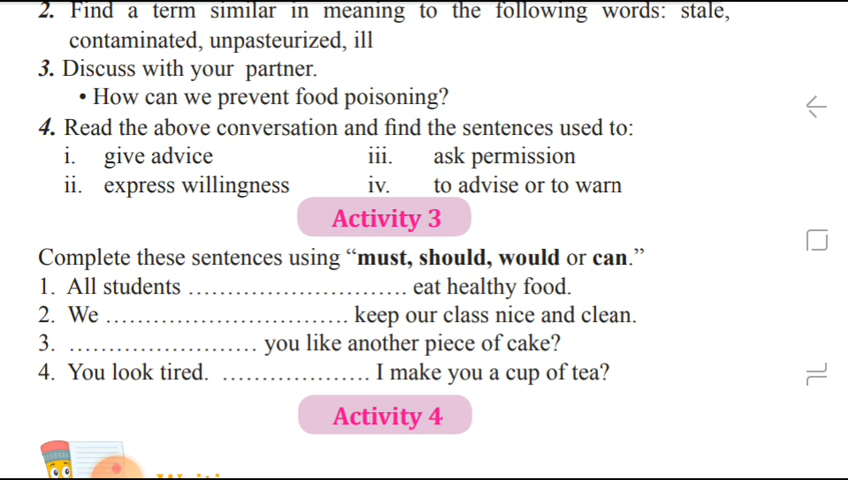 2. Find a term similar in meaning to the following words: stale,
contaminated, unpasteurized, ill
3. Discuss with your partner.
• How can we prevent food poisoning?
4. Read the above conversation and find the sentences used to:
i. give advice iii. ask permission
ii. express willingness iv. to advise or to warn
Activity 3
Complete these sentences using “must, should, would or can.”
1. All students ............................ eat healthy food.
2. We ............................... keep our class nice and clean.
3. ........................ you like another piece of cake?
4. You look tired. ................... I make you a cup of tea?
Activity 4